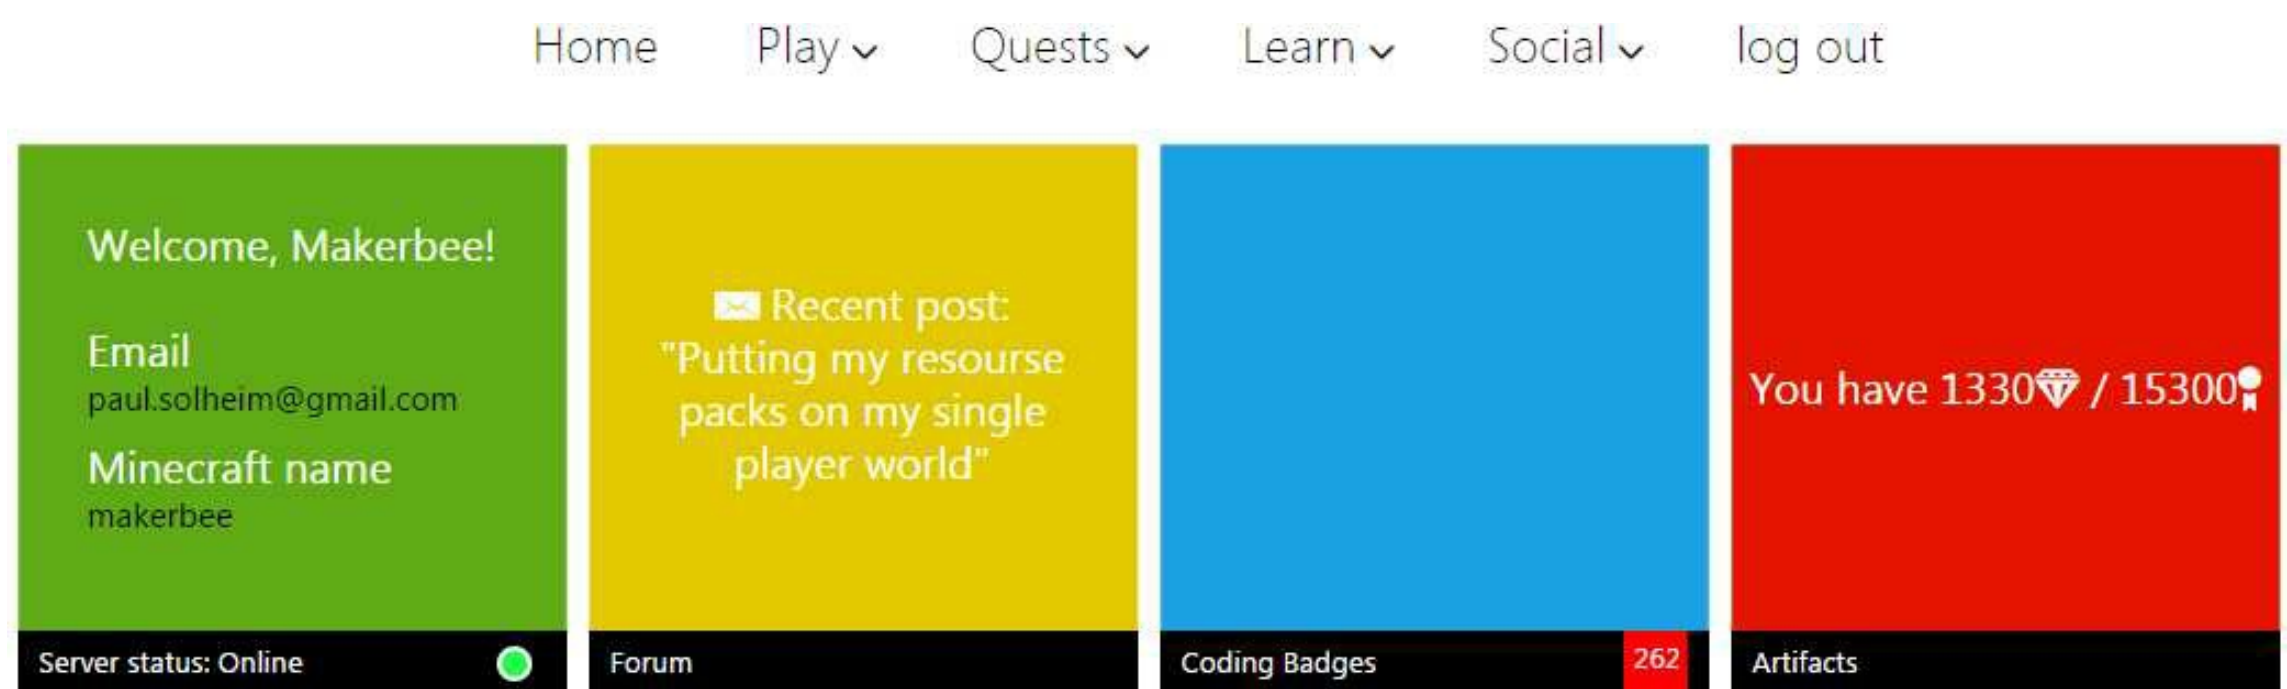 Home Play Quests Learn Social log out
Welcome, Makerbee!
Email
paul.solheim@gmail.com
Minecraft name
makerbee
Server status: Online
Recent post:
"Putting my resourse
packs on my single
player world"
Forum
Coding Badges 262
You have 1330 / 15300
Artifacts